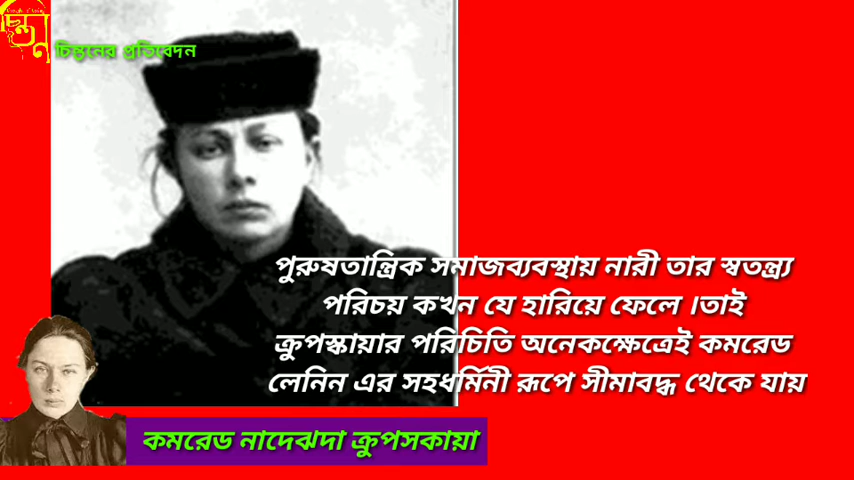 চিন্তনের প্রতিবেদন
পুরুষতান্ত্রিক সমাজব্যবস্থায় নারী তার স্বতন্ত্র্য
পরিচয় কখন যে হারিয়ে ফেলে ।তাই
ক্রুপস্কায়ার পরিচিতি অনেকক্ষেত্রেই কমরেড
লেনিন এর সহধর্মিনী রূপে সীমাবদ্ধ থেকে যায়
কমরেড নাদেঝদা ক্রুপসকায়া